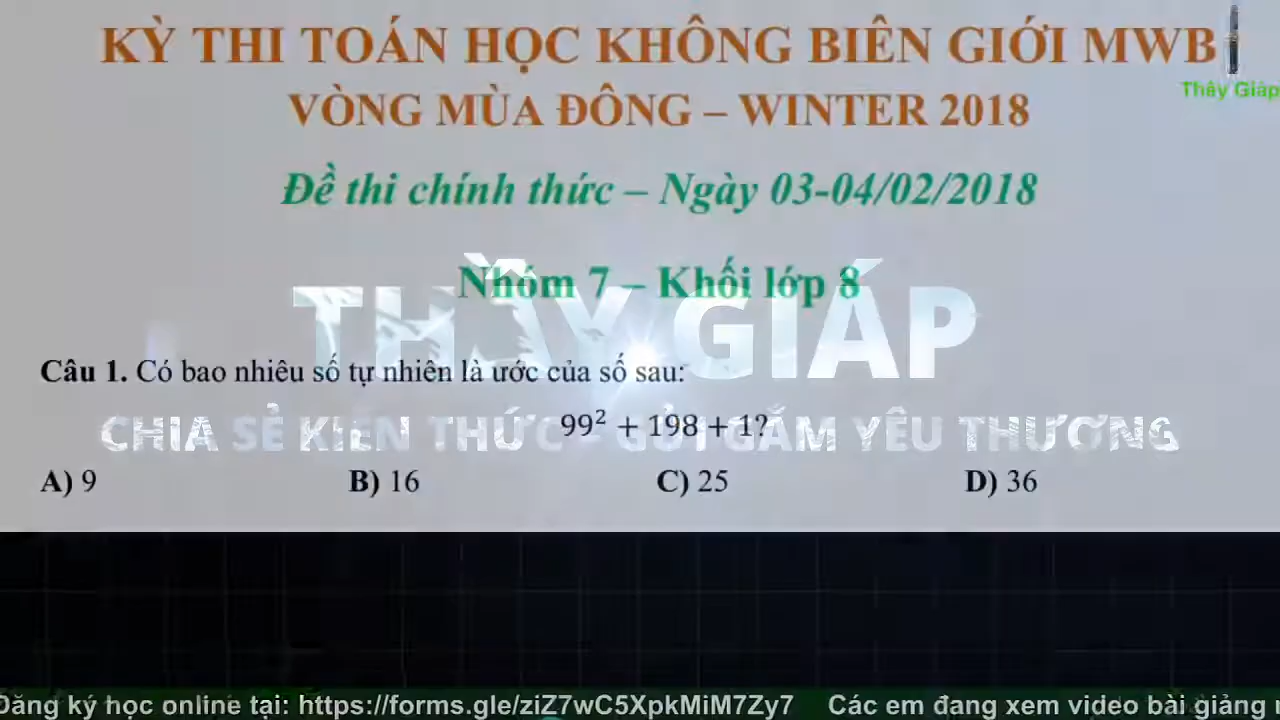 KỲ THI TOÁN HỌC KHÔNG BIÊN GIỚI MWB
Thầy Giáp
VÒNG MÙA ĐÔNG – WINTER 2018
Đề thi chính thức – Ngày 03-04/02/2018
Nhóm 7 – Khối lớp 8
THẦY GIÁP
Câu 1. Có bao nhiêu số tự nhiên là ước của số sau:
99² + 198 + 1?
CHIA SẺ KIẾN THỨC - GỬI GẮM YÊU THƯƠNG
A) 9 B) 16 C) 25 D) 36
Đăng ký học online tại: https://forms.gle/ziZ7wC5XpkMiM7Zy7 Các em đang xem video bài giảng